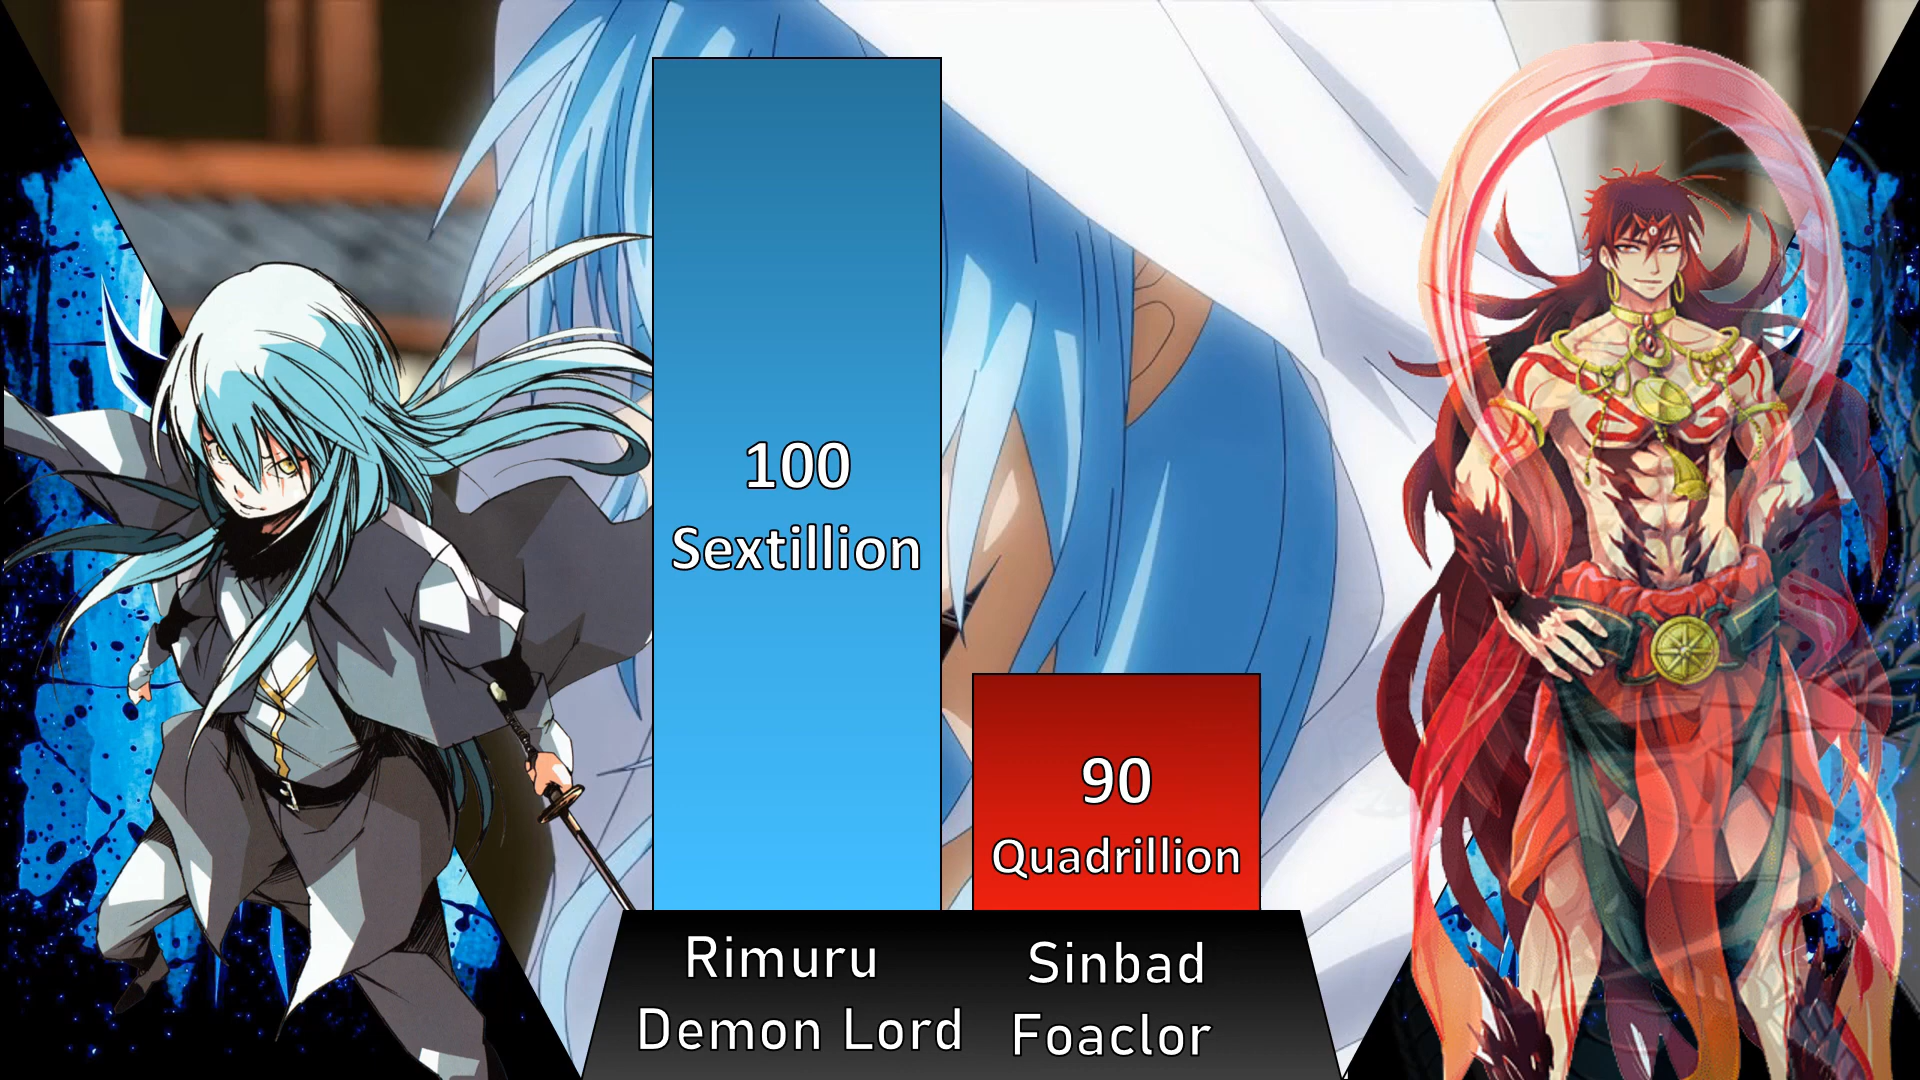 100
Sextillion
90
Quadrillion
Rimuru
Demon Lord
Sinbad
Foaclor